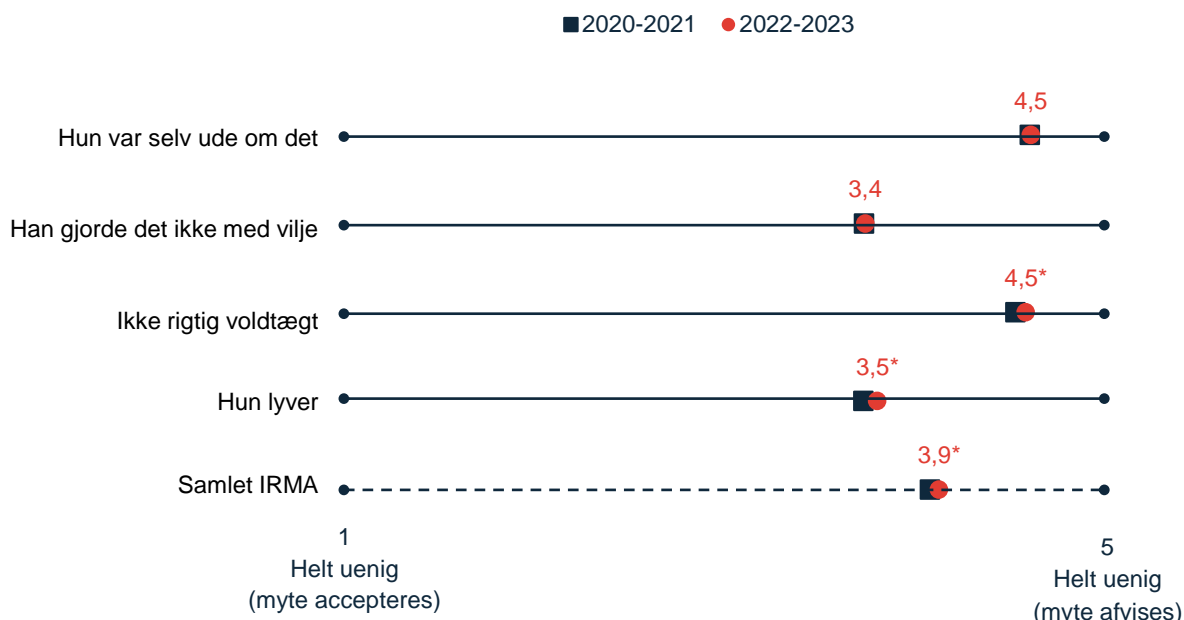 2020-2021 2022-2023
4,5
Hun var selv ude om det
3,4
Han gjorde det ikke med vilje
4,5*
Ikke rigtig voldtægt
3,5*
Hun lyver
3,9*
Samlet IRMA
1
Helt uenig
(myte accepteres)
5
Helt uenig
(myte afvises)